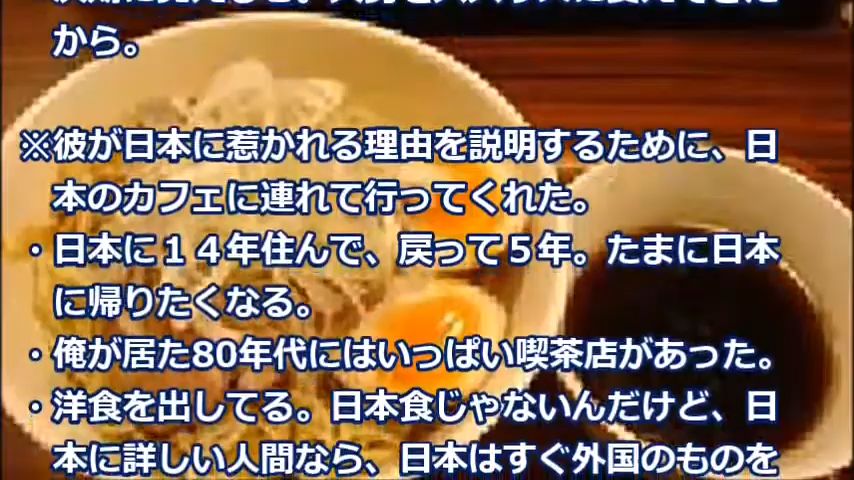 から。
※彼が日本に惹かれる理由を説明するために、日
本のカフェに連れて行ってくれた。
・日本に１４年住んで、戻って５年。たまに日本
に帰りたくなる。
・俺が居た80年代にはいっぱい喫茶店があった。
・洋食を出してる。日本食じゃないんだけど、日
本に詳しい人間なら、日本はすぐ外国のものを